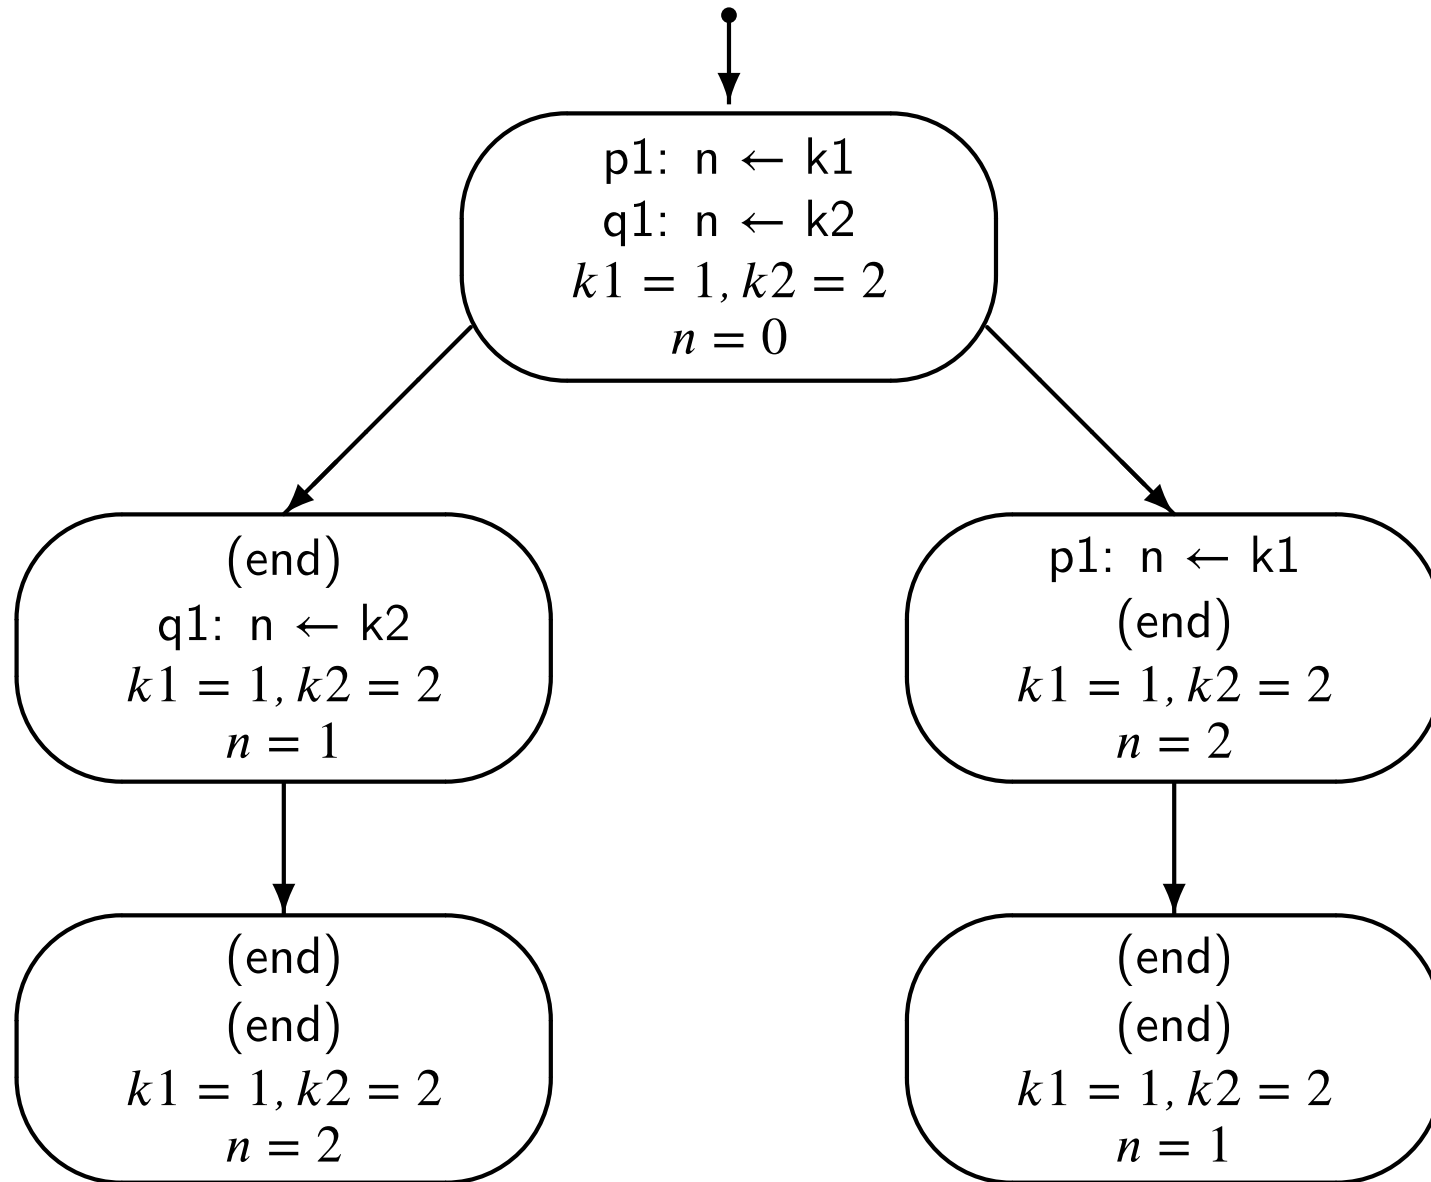 p1: n ← k1
q1: n ← k2
k1 = 1, k2 = 2
n = 0
(end)
q1: n ← k2
k1 = 1, k2 = 2
n = 1
p1: n ← k1
(end)
k1 = 1, k2 = 2
n = 2
(end)
(end)
k1 = 1, k2 = 2
n = 2
(end)
(end)
k1 = 1, k2 = 2
n = 1